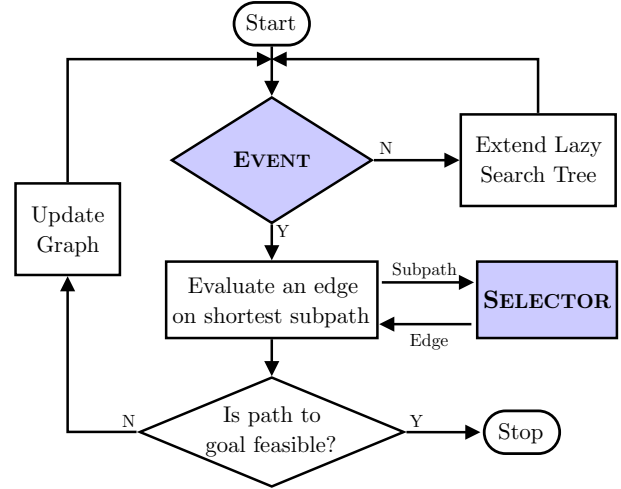 Start
EVENT
N
Extend Lazy
Search Tree
Update
Graph
Y
Evaluate an edge
on shortest subpath
Subpath
SELECTOR
Edge
N
Is path to
goal feasible?
Y
Stop